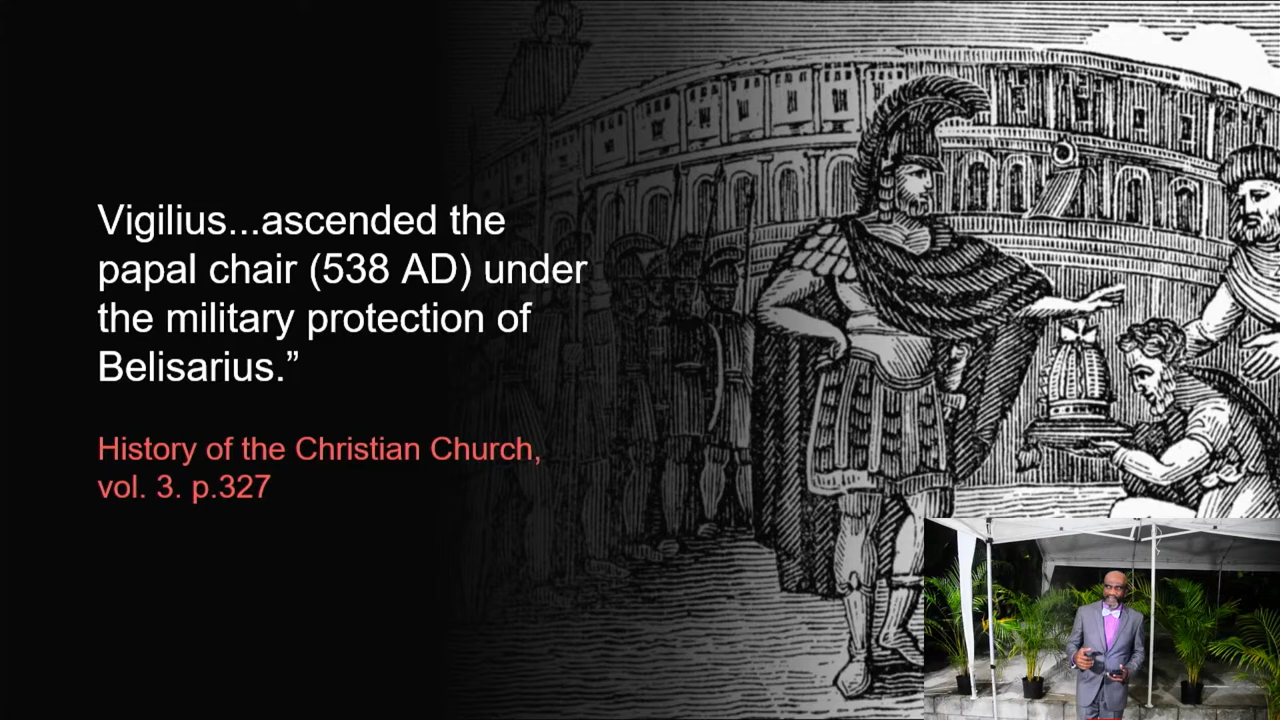 Vigilius...ascended the
papal chair (538 AD) under
the military protection of
Belisarius.”
History of the Christian Church,
vol. 3. p.327